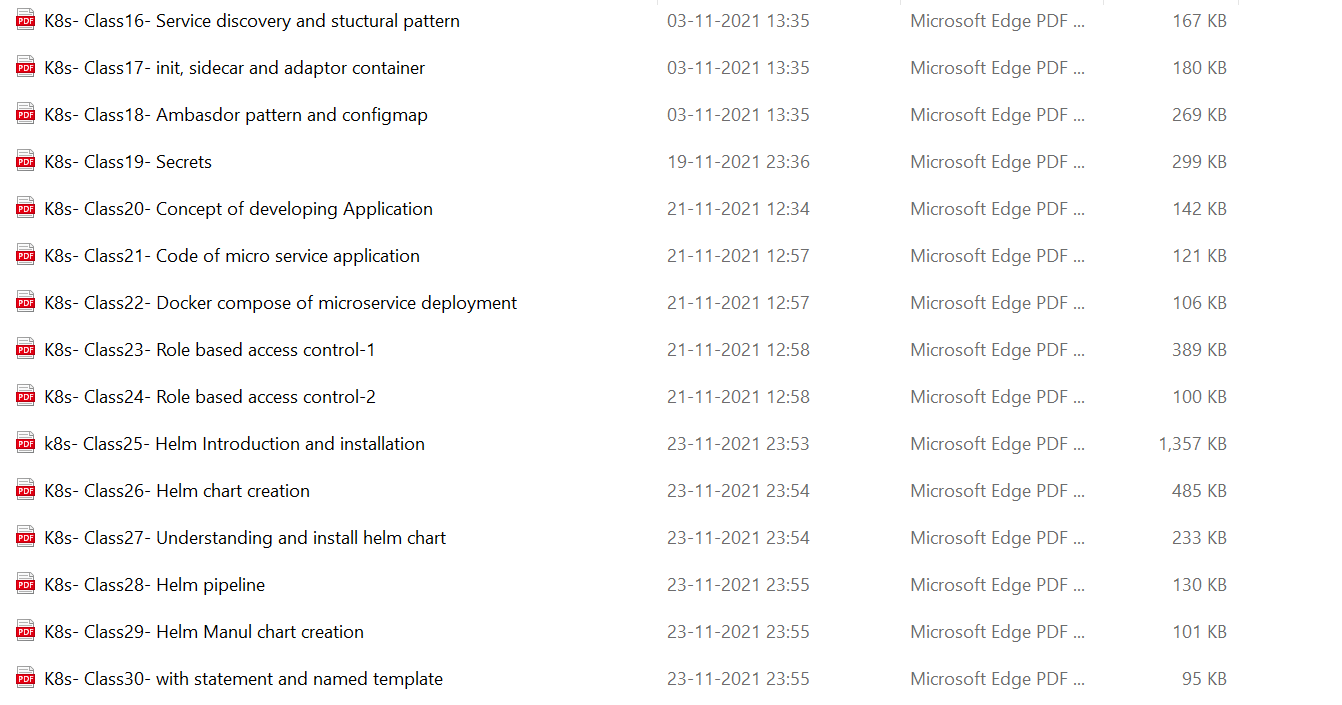 K8s- Class16- Service discovery and stuctural pattern 03-11-2021 13:35 Microsoft Edge PDF ... 167 KB
K8s- Class17- init, sidecar and adaptor container 03-11-2021 13:35 Microsoft Edge PDF ... 180 KB
K8s- Class18- Ambasdor pattern and configmap 03-11-2021 13:35 Microsoft Edge PDF ... 269 KB
K8s- Class19- Secrets 19-11-2021 23:36 Microsoft Edge PDF ... 299 KB
K8s- Class20- Concept of developing Application 21-11-2021 12:34 Microsoft Edge PDF ... 142 KB
K8s- Class21- Code of micro service application 21-11-2021 12:57 Microsoft Edge PDF ... 121 KB
K8s- Class22- Docker compose of microservice deployment 21-11-2021 12:57 Microsoft Edge PDF ... 106 KB
K8s- Class23- Role based access control-1 21-11-2021 12:58 Microsoft Edge PDF ... 389 KB
K8s- Class24- Role based access control-2 21-11-2021 12:58 Microsoft Edge PDF ... 100 KB
k8s- Class25- Helm Introduction and installation 23-11-2021 23:53 Microsoft Edge PDF ... 1,357 KB
K8s- Class26- Helm chart creation 23-11-2021 23:54 Microsoft Edge PDF ... 485 KB
K8s- Class27- Understanding and install helm chart 23-11-2021 23:54 Microsoft Edge PDF ... 233 KB
K8s- Class28- Helm pipeline 23-11-2021 23:55 Microsoft Edge PDF ... 130 KB
K8s- Class29- Helm Manul chart creation 23-11-2021 23:55 Microsoft Edge PDF ... 101 KB
K8s- Class30- with statement and named template 23-11-2021 23:55 Microsoft Edge PDF ... 95 KB